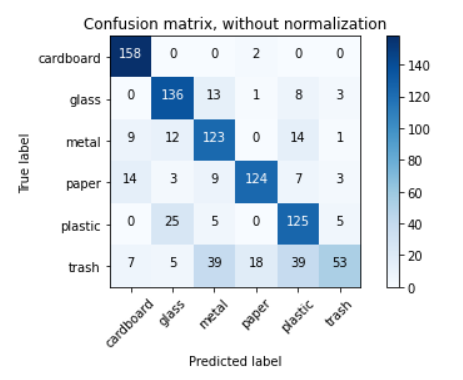 Confusion matrix, without normalization
cardboard 158 0 0 2 0 0
glass 0 136 13 1 8 3
metal 9 12 123 0 14 1
paper 14 3 9 124 7 3
plastic 0 25 5 0 125 5
trash 7 5 39 18 39 53
cardboard glass metal paper plastic trash
Predicted label
True label
140
120
100
80
60
40
20
0